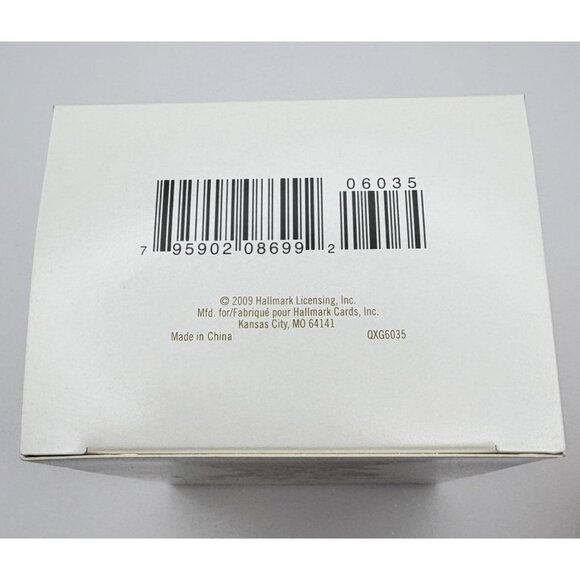 06035
7 95902 08699 2
© 2009 Hallmark Licensing, Inc.
Mfd. for/Fabriqué pour Hallmark Cards, Inc.
Kansas City, MO 64141
Made in China QXG6035